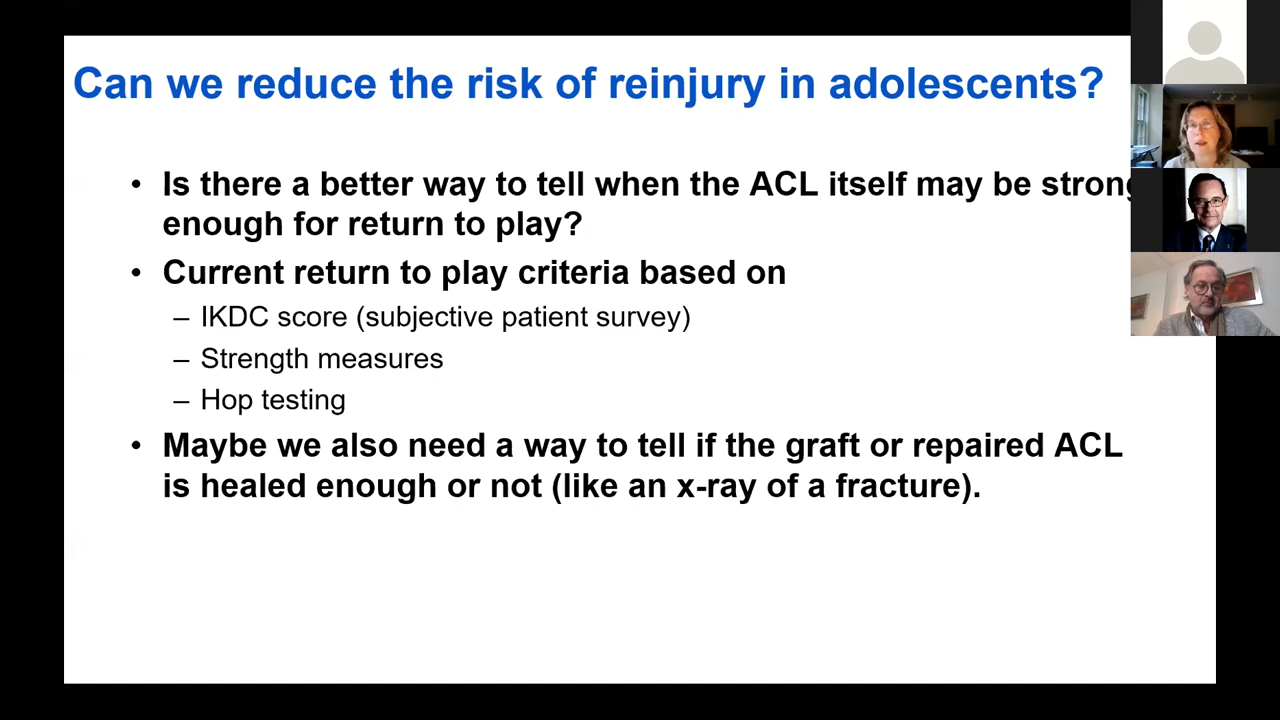 Can we reduce the risk of reinjury in adolescents?
• Is there a better way to tell when the ACL itself may be strong
enough for return to play?
• Current return to play criteria based on
– IKDC score (subjective patient survey)
– Strength measures
– Hop testing
• Maybe we also need a way to tell if the graft or repaired ACL
is healed enough or not (like an x-ray of a fracture).